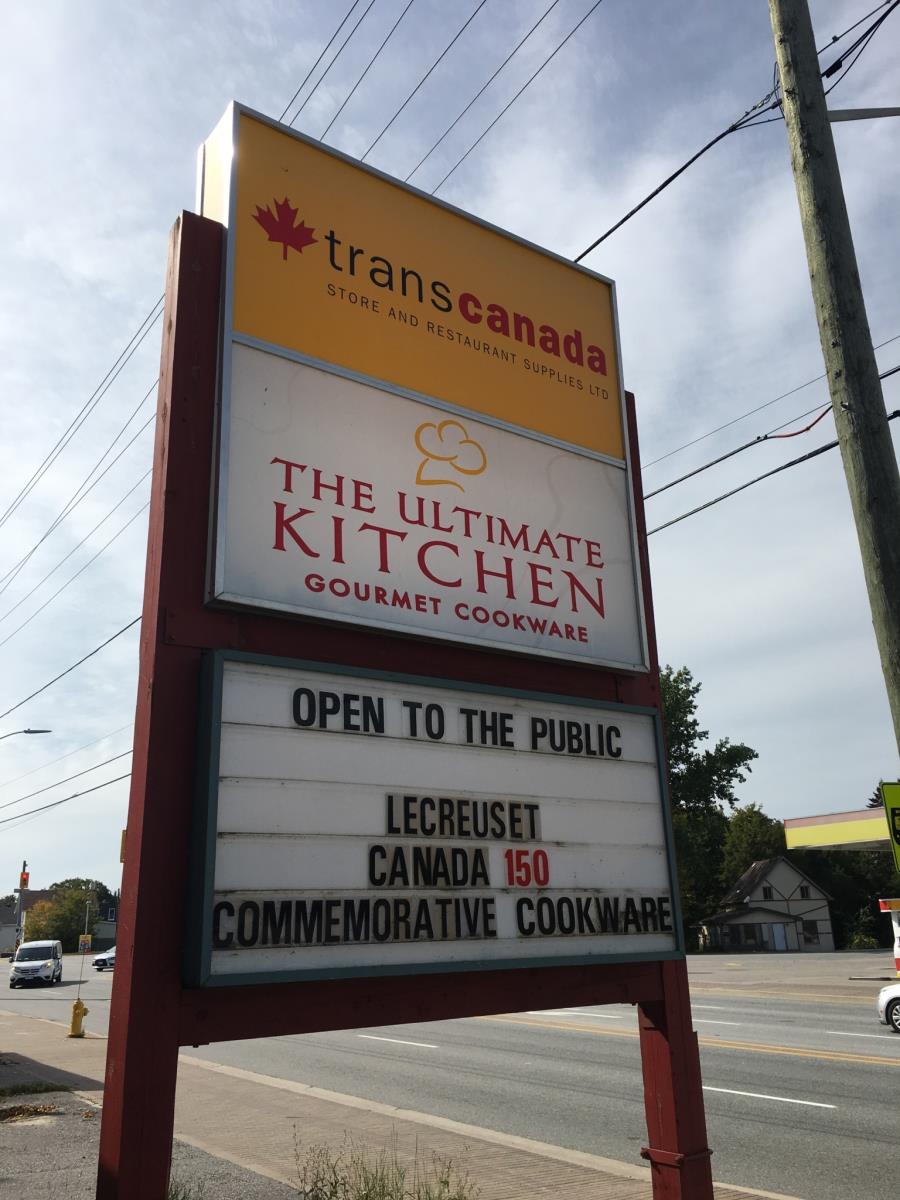 transcanada
STORE AND RESTAURANT SUPPLIES LTD
THE ULTIMATE
KITCHEN
GOURMET COOKWARE
OPEN TO THE PUBLIC
LECREUSET
CANADA 150
COMMEMORATIVE COOKWARE